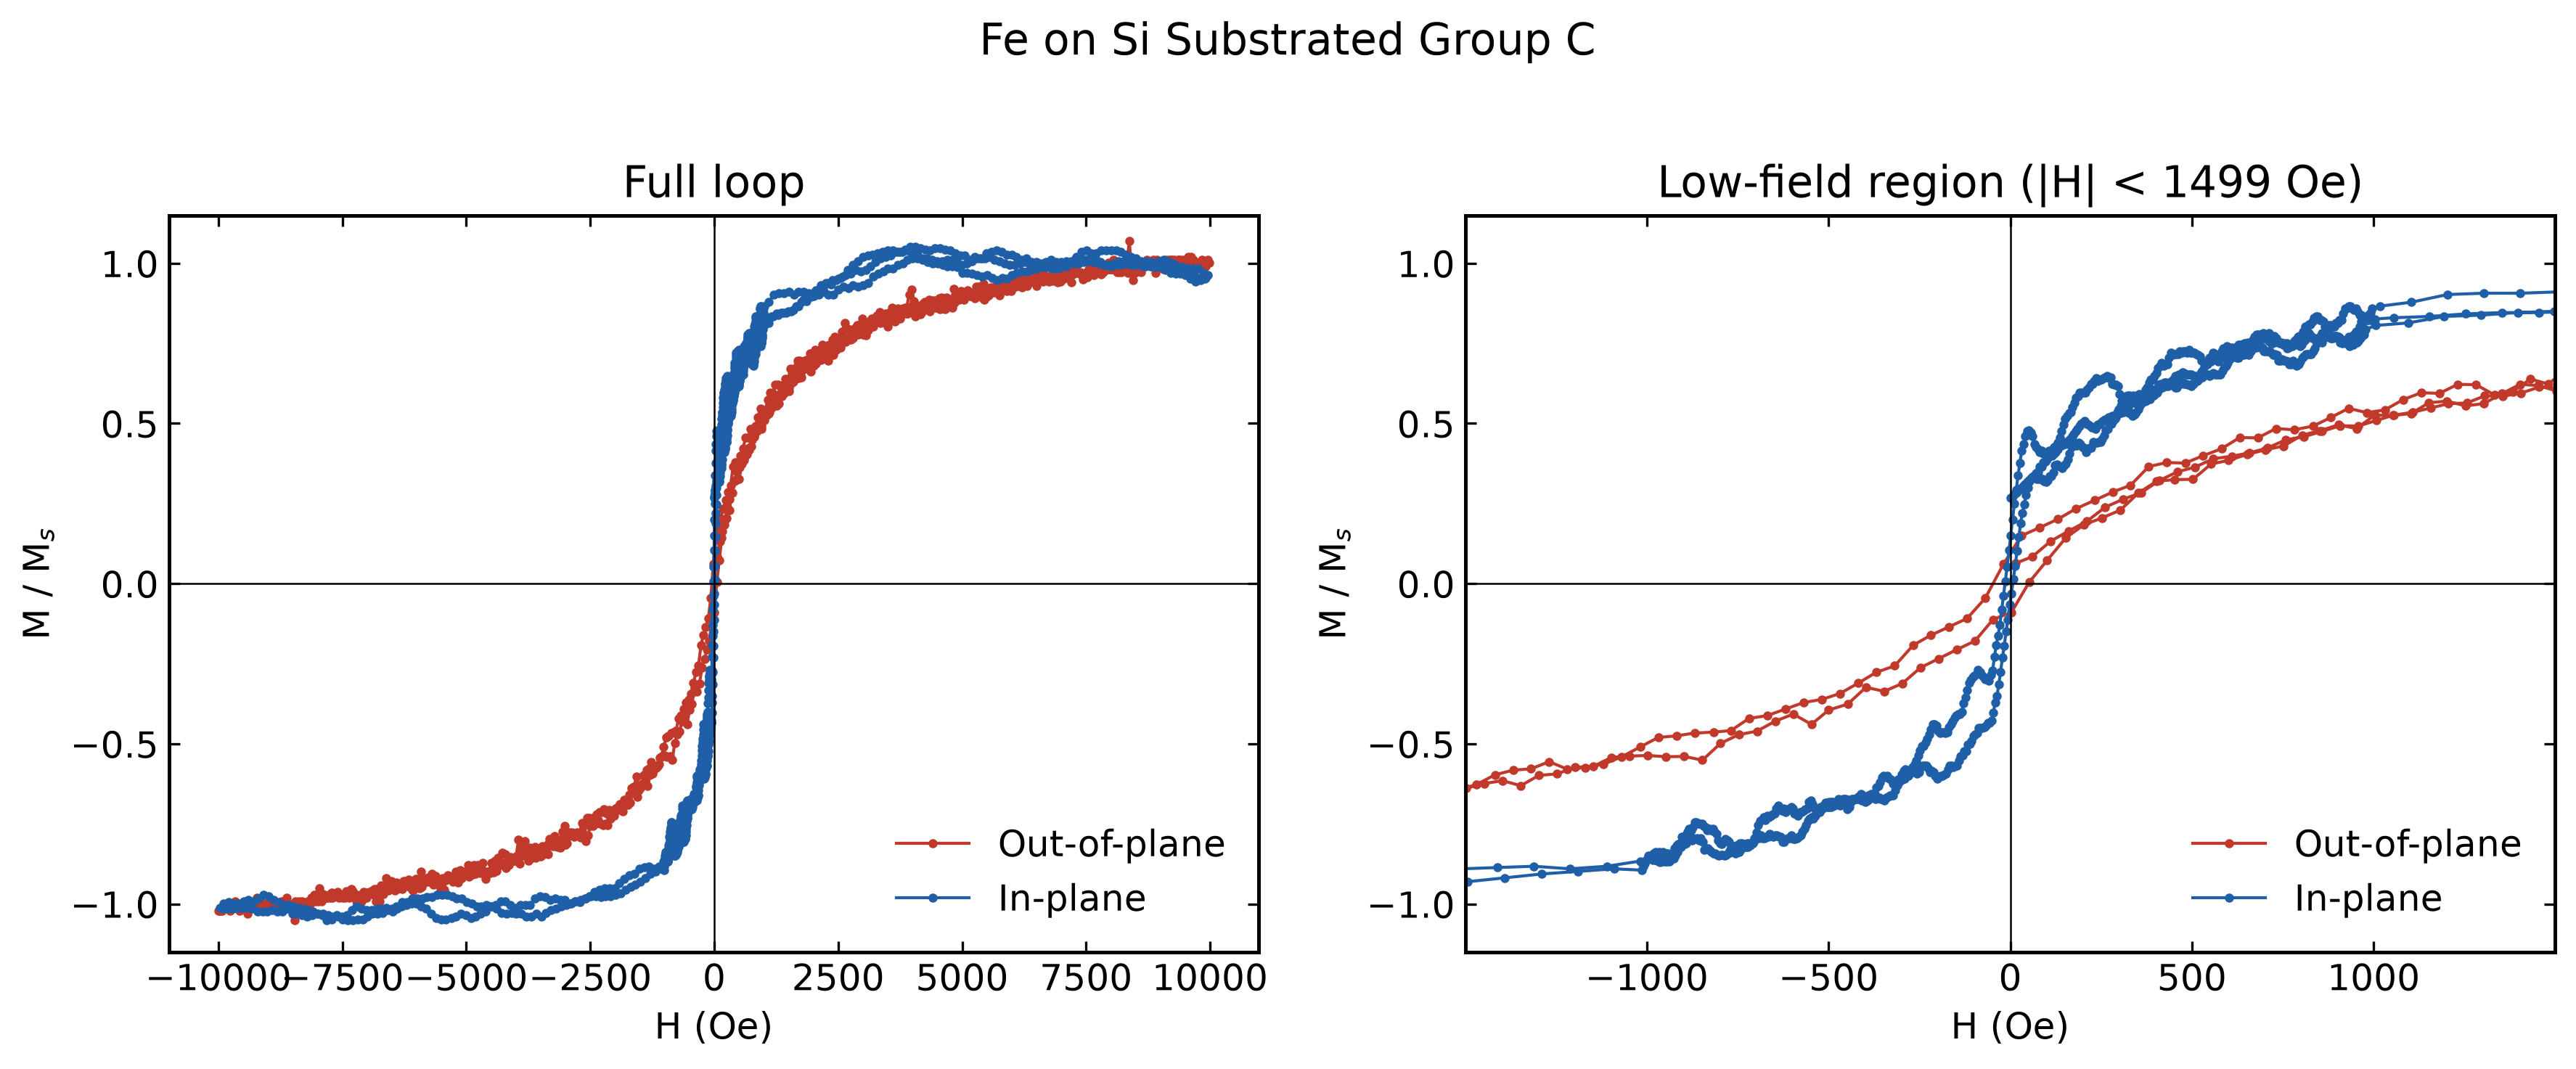 Fe on Si Substrated Group C
Full loop
M / Mₛ
1.0
0.5
0.0
−0.5
−1.0
−10000 −7500 −5000 −2500 0 2500 5000 7500 10000
H (Oe)
Out-of-plane
In-plane
Low-field region (|H| < 1499 Oe)
M / Mₛ
1.0
0.5
0.0
−0.5
−1.0
−1000 −500 0 500 1000
H (Oe)
Out-of-plane
In-plane